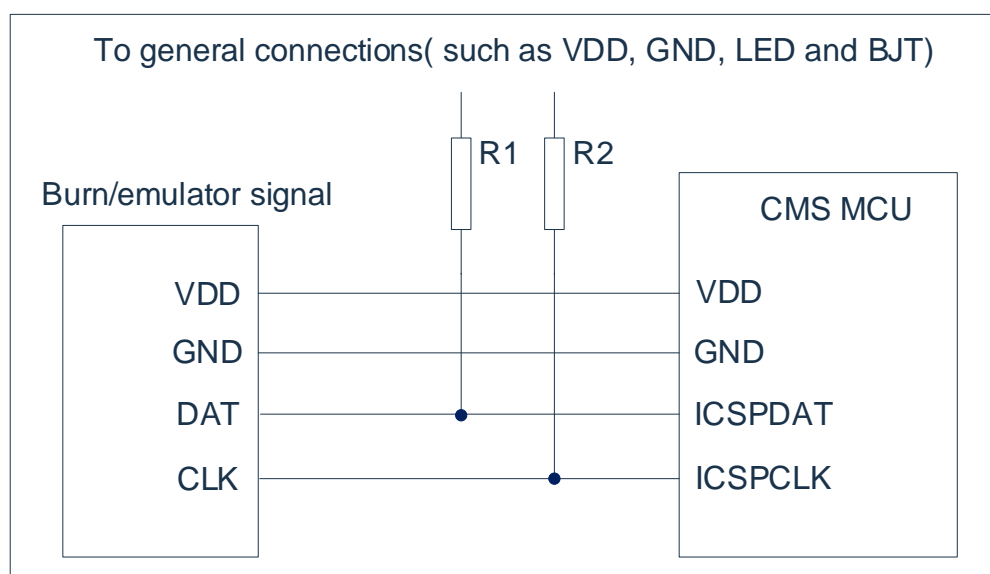 To general connections( such as VDD, GND, LED and BJT)
R1
R2
Burn/emulator signal
CMS MCU
VDD
VDD
GND
GND
DAT
ICSPDAT
CLK
ICSPCLK